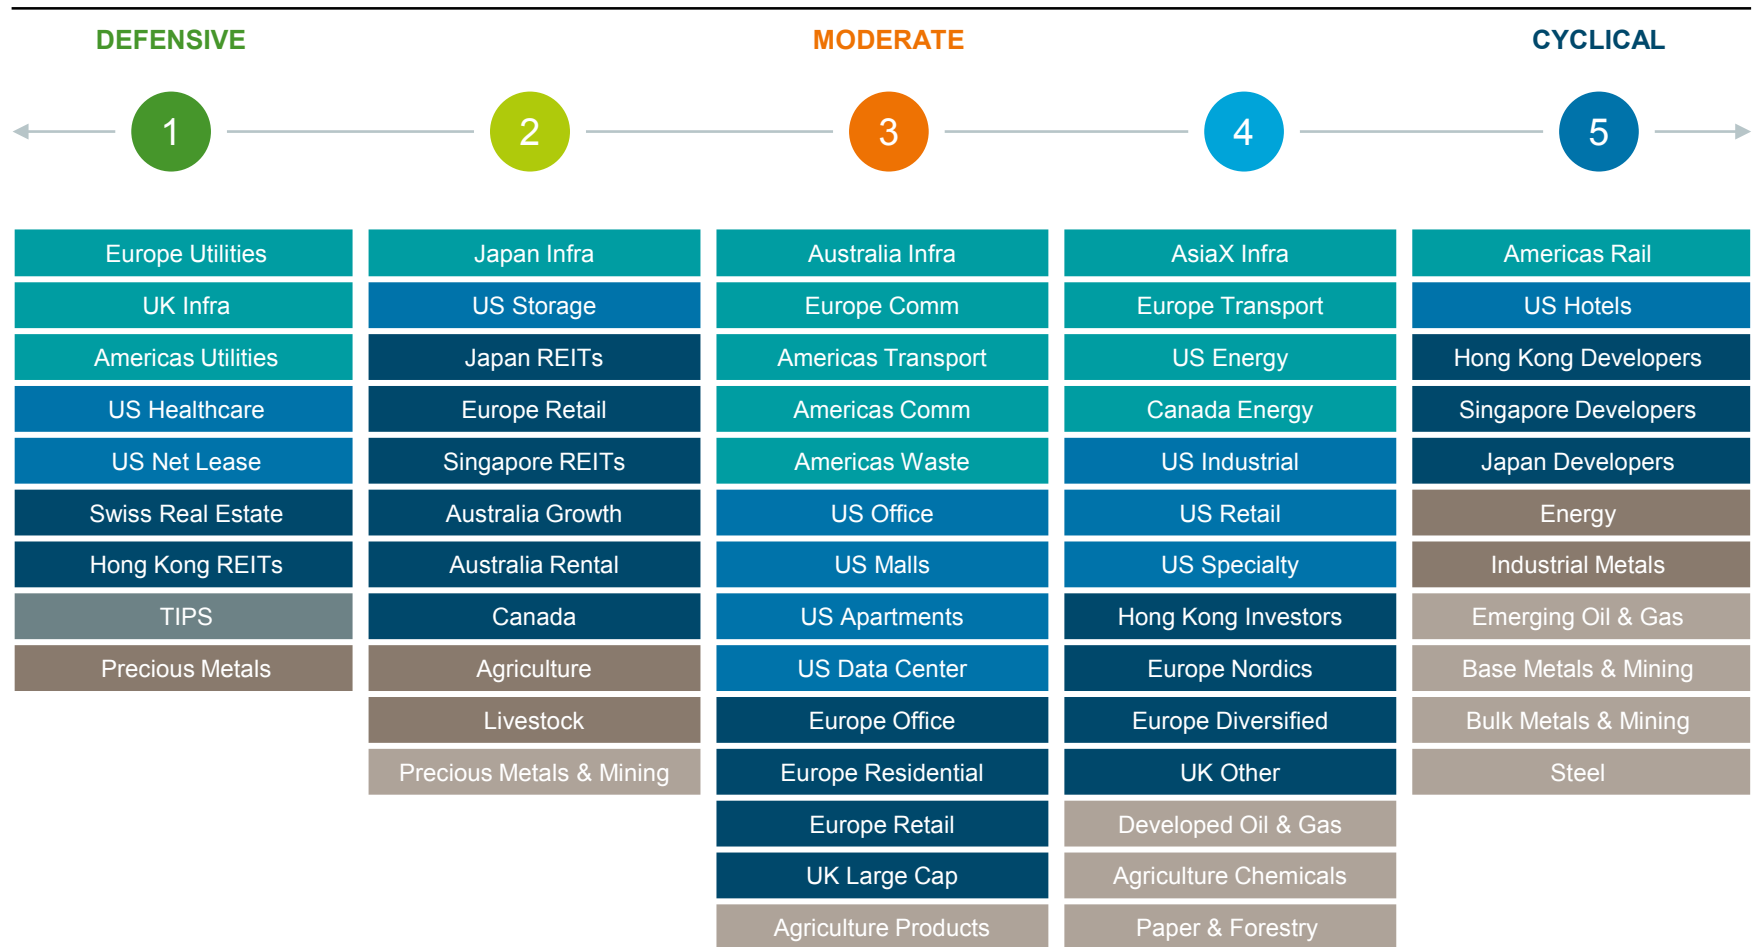 DEFENSIVE
MODERATE
CYCLICAL
1
2
3
4
5
Europe Utilities
UK Infra
Americas Utilities
US Healthcare
US Net Lease
Swiss Real Estate
Hong Kong REITs
TIPS
Precious Metals
Japan Infra
US Storage
Japan REITs
Europe Retail
Singapore REITs
Australia Growth
Australia Rental
Canada
Agriculture
Livestock
Precious Metals & Mining
Australia Infra
Europe Comm
Americas Transport
Americas Comm
Americas Waste
US Office
US Malls
US Apartments
US Data Center
Europe Office
Europe Residential
Europe Retail
UK Large Cap
Agriculture Products
AsiaX Infra
Europe Transport
US Energy
Canada Energy
US Industrial
US Retail
US Specialty
Hong Kong Investors
Europe Nordics
Europe Diversified
UK Other
Developed Oil & Gas
Agriculture Chemicals
Paper & Forestry
Americas Rail
US Hotels
Hong Kong Developers
Singapore Developers
Japan Developers
Energy
Industrial Metals
Emerging Oil & Gas
Base Metals & Mining
Bulk Metals & Mining
Steel